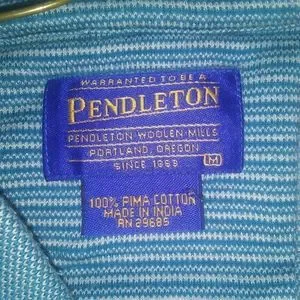 WARRANTED TO BE A
PENDLETON
PENDLETON WOOLEN MILLS
PORTLAND, OREGON
SINCE 1863 M
100% PIMA COTTON
MADE IN INDIA
RN 29685